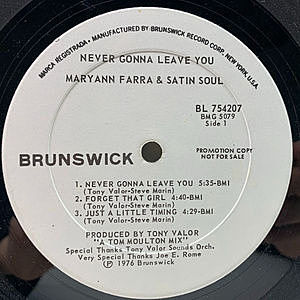 MARCA REGISTRADA • MANUFACTURED BY BRUNSWICK RECORD CORP. NEW YORK, U.S.A.
NEVER GONNA LEAVE YOU
MARYANN FARRA & SATIN SOUL
BL 754207
BMG 5079
Side 1
PROMOTION COPY
NOT FOR SALE
BRUNSWICK
1. NEVER GONNA LEAVE YOU 5:35-BMI
(Tony Valor-Steve Marin)
2. FORGET THAT GIRL 4:40-BMI
(Tony Valor-Steve Marin)
3. JUST A LITTLE TIMING 4:29-BMI
(Tony Valor-Steve Marin)
PRODUCED BY TONY VALOR
"A TOM MOULTON MIX"
Special Thanks Tony Valor Sounds Orch.
Very Special Thanks Joe E. Rome
℗ 1976 Brunswick